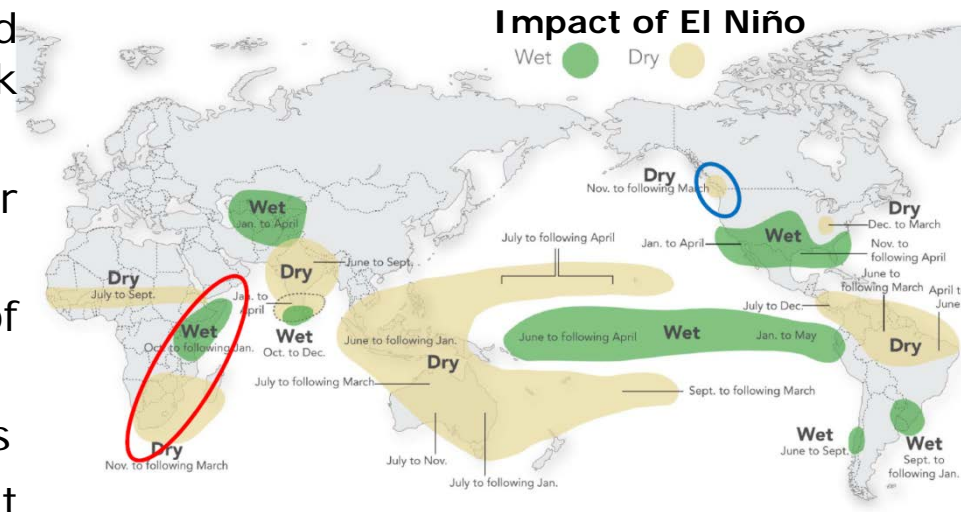 Impact of El Niño
Wet Dry
d
k
r
of
s
t
Dry
Nov. to following March
Wet
Jan. to April
Dry
Dec. to March
July to following April
Jan. to April
Wet
Nov. to
following April
June to Sept.
Dry
June to
following March
April to
June
Dry
July to Sept.
Jan. to
April
July to Dec.
Wet
Oct. to following Jan.
Wet
Oct. to Dec.
June to following Jan.
Dry
June to following April
Wet
Jan. to May
Dry
July to following March
Sept. to following March
Dry
Nov. to following March
July to Nov.
July to following Jan.
Wet
June to Sept.
Wet
Sept. to
following Jan.